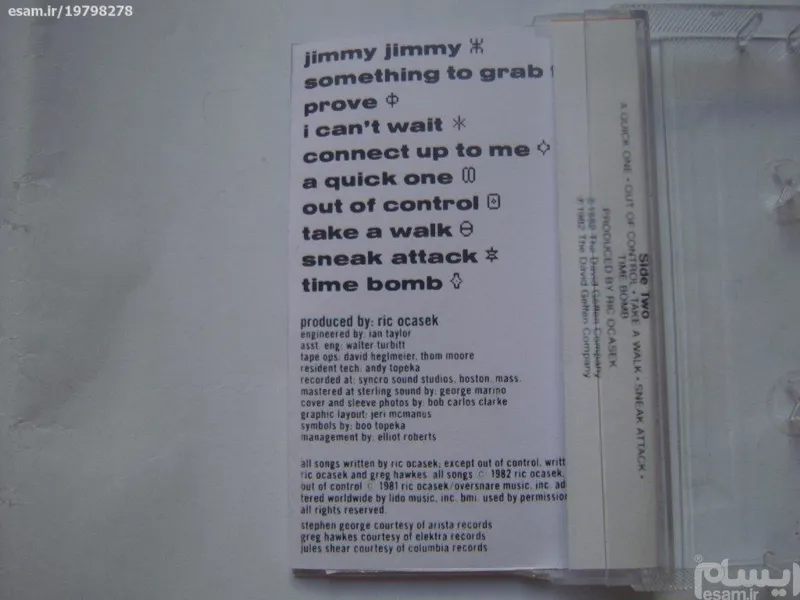 esam.ir/19798278
jimmy jimmy
something to grab
prove
i can't wait
connect up to me
a quick one
out of control
take a walk
sneak attack
time bomb
produced by: ric ocasek
engineered by: ian taylor
asst. eng: walter turbitt
tape ops: david heglmeier, thom moore
resident tech: andy topeka
recorded at: syncro sound studios, boston, mass.
mastered at sterling sound by: george marino
cover and sleeve photos by: bob carlos clarke
graphic layout: jeri mcmanus
symbols by: boo topeka
management by: elliot roberts
all songs written by ric ocasek, except out of control, writt
ric ocasek and greg hawkes. all songs © 1982 ric ocasek,
out of control © 1981 ric ocasek/oversnare music, inc. ad
tered worldwide by lido music, inc. bmi. used by permission
all rights reserved.
stephen george courtesy of arista records
greg hawkes courtesy of elektra records
jules shear courtesy of columbia records
Side Two
A QUICK ONE • OUT OF CONTROL • TAKE A WALK • SNEAK ATTACK •
TIME BOMB
PRODUCED BY RIC OCASEK
℗ 1982 The David Geffen Company
© 1982 The David Geffen Company
ایسام
esam.ir